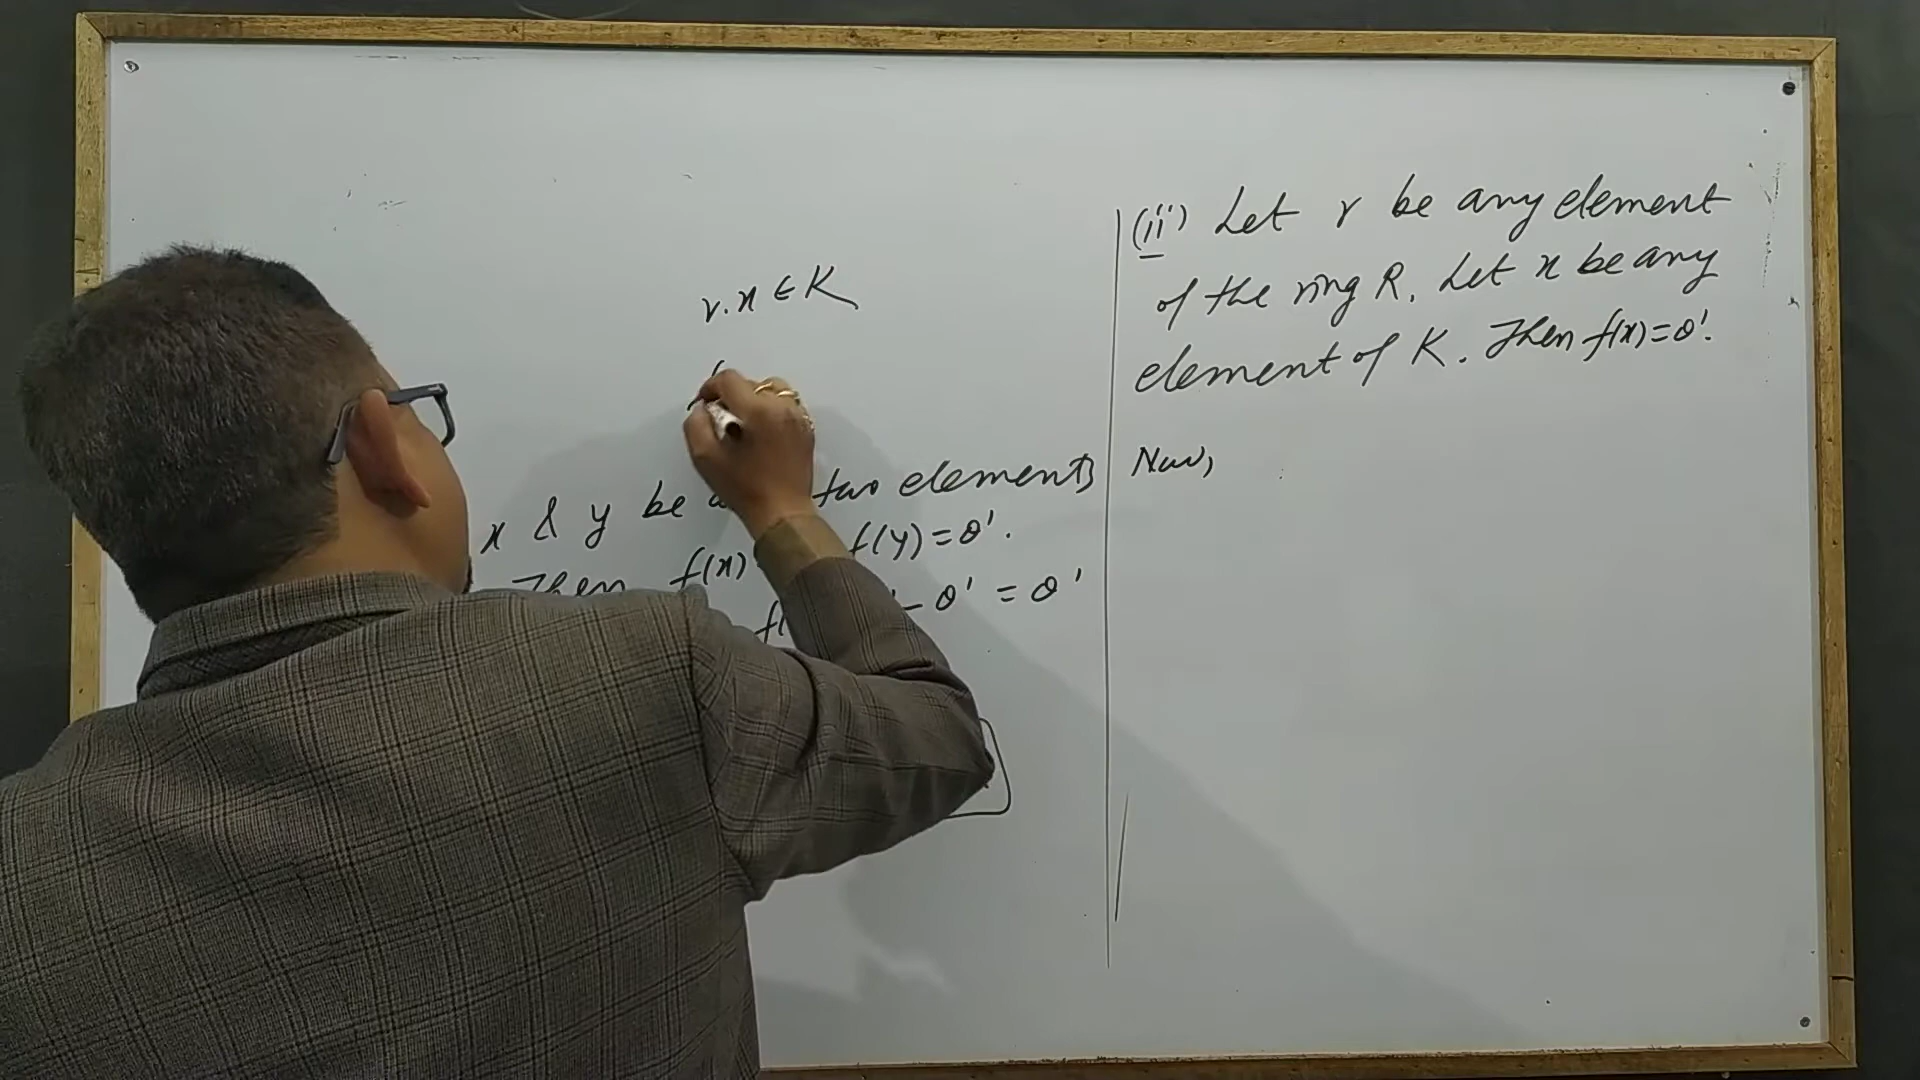 r.x ∈ K
f
x & y be two elements
Then f(x) f(y) = 0'.
f( - 0' = 0'
(ii) Let r be any element
of the ring R. Let x be any
element of K. Then f(x) = 0'.
Now,